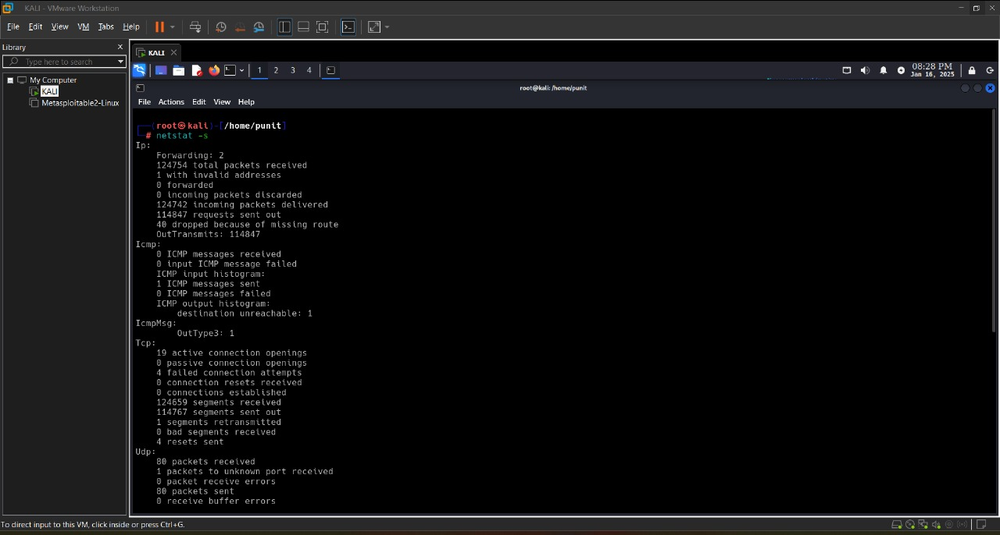 KALI - VMware Workstation
File Edit View VM Tabs Help
Library
Type here to search
My Computer
KALI
Metasploitable2-Linux
KALI
1 2 3 4
08:28 PM
Jan 16, 2025
root@kali: /home/punit
File Actions Edit View Help
(root㉿kali)-[/home/punit]
# netstat -s
Ip:
Forwarding: 2
124754 total packets received
1 with invalid addresses
0 forwarded
0 incoming packets discarded
124742 incoming packets delivered
114847 requests sent out
40 dropped because of missing route
OutTransmits: 114847
Icmp:
0 ICMP messages received
0 input ICMP message failed
ICMP input histogram:
1 ICMP messages sent
0 ICMP messages failed
ICMP output histogram:
destination unreachable: 1
IcmpMsg:
OutType3: 1
Tcp:
19 active connection openings
0 passive connection openings
4 failed connection attempts
0 connection resets received
0 connections established
124659 segments received
114767 segments sent out
1 segments retransmitted
0 bad segments received
4 resets sent
Udp:
80 packets received
1 packets to unknown port received
0 packet receive errors
80 packets sent
0 receive buffer errors
To direct input to this VM, click inside or press Ctrl+G.